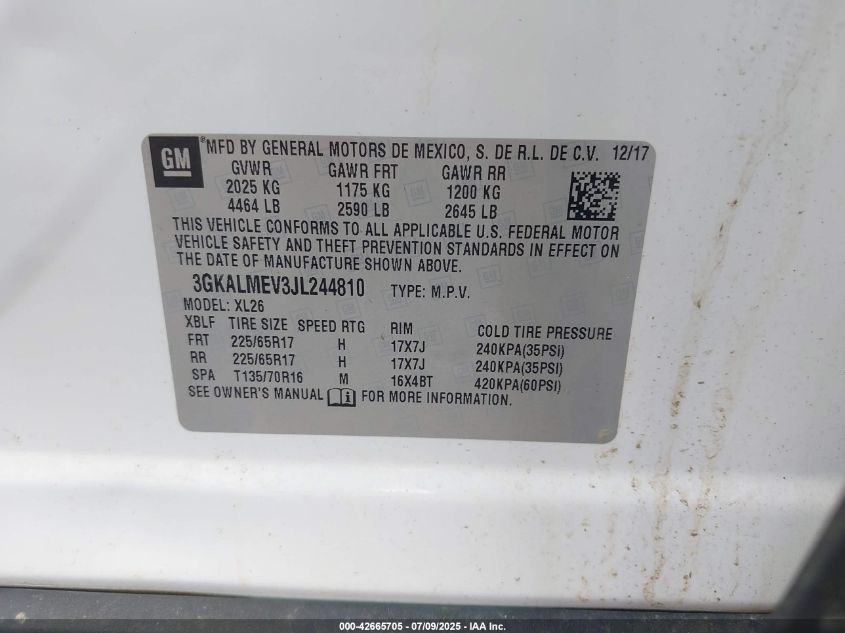 GM ® MFD BY GENERAL MOTORS DE MEXICO, S. DE R.L. DE C.V. 12/17
GVWR GAWR FRT GAWR RR
2025 KG 1175 KG 1200 KG
4464 LB 2590 LB 2645 LB
THIS VEHICLE CONFORMS TO ALL APPLICABLE U.S. FEDERAL MOTOR
VEHICLE SAFETY AND THEFT PREVENTION STANDARDS IN EFFECT ON
THE DATE OF MANUFACTURE SHOWN ABOVE.
3GKALMEV3JL244810 TYPE: M.P.V.
MODEL: XL26
XBLF TIRE SIZE SPEED RTG RIM COLD TIRE PRESSURE
FRT 225/65R17 H 17X7J 240KPA(35PSI)
RR 225/65R17 H 17X7J 240KPA(35PSI)
SPA T135/70R16 M 16X4BT 420KPA(60PSI)
SEE OWNER'S MANUAL FOR MORE INFORMATION.
000-42665705 - 07/09/2025 - IAA Inc.